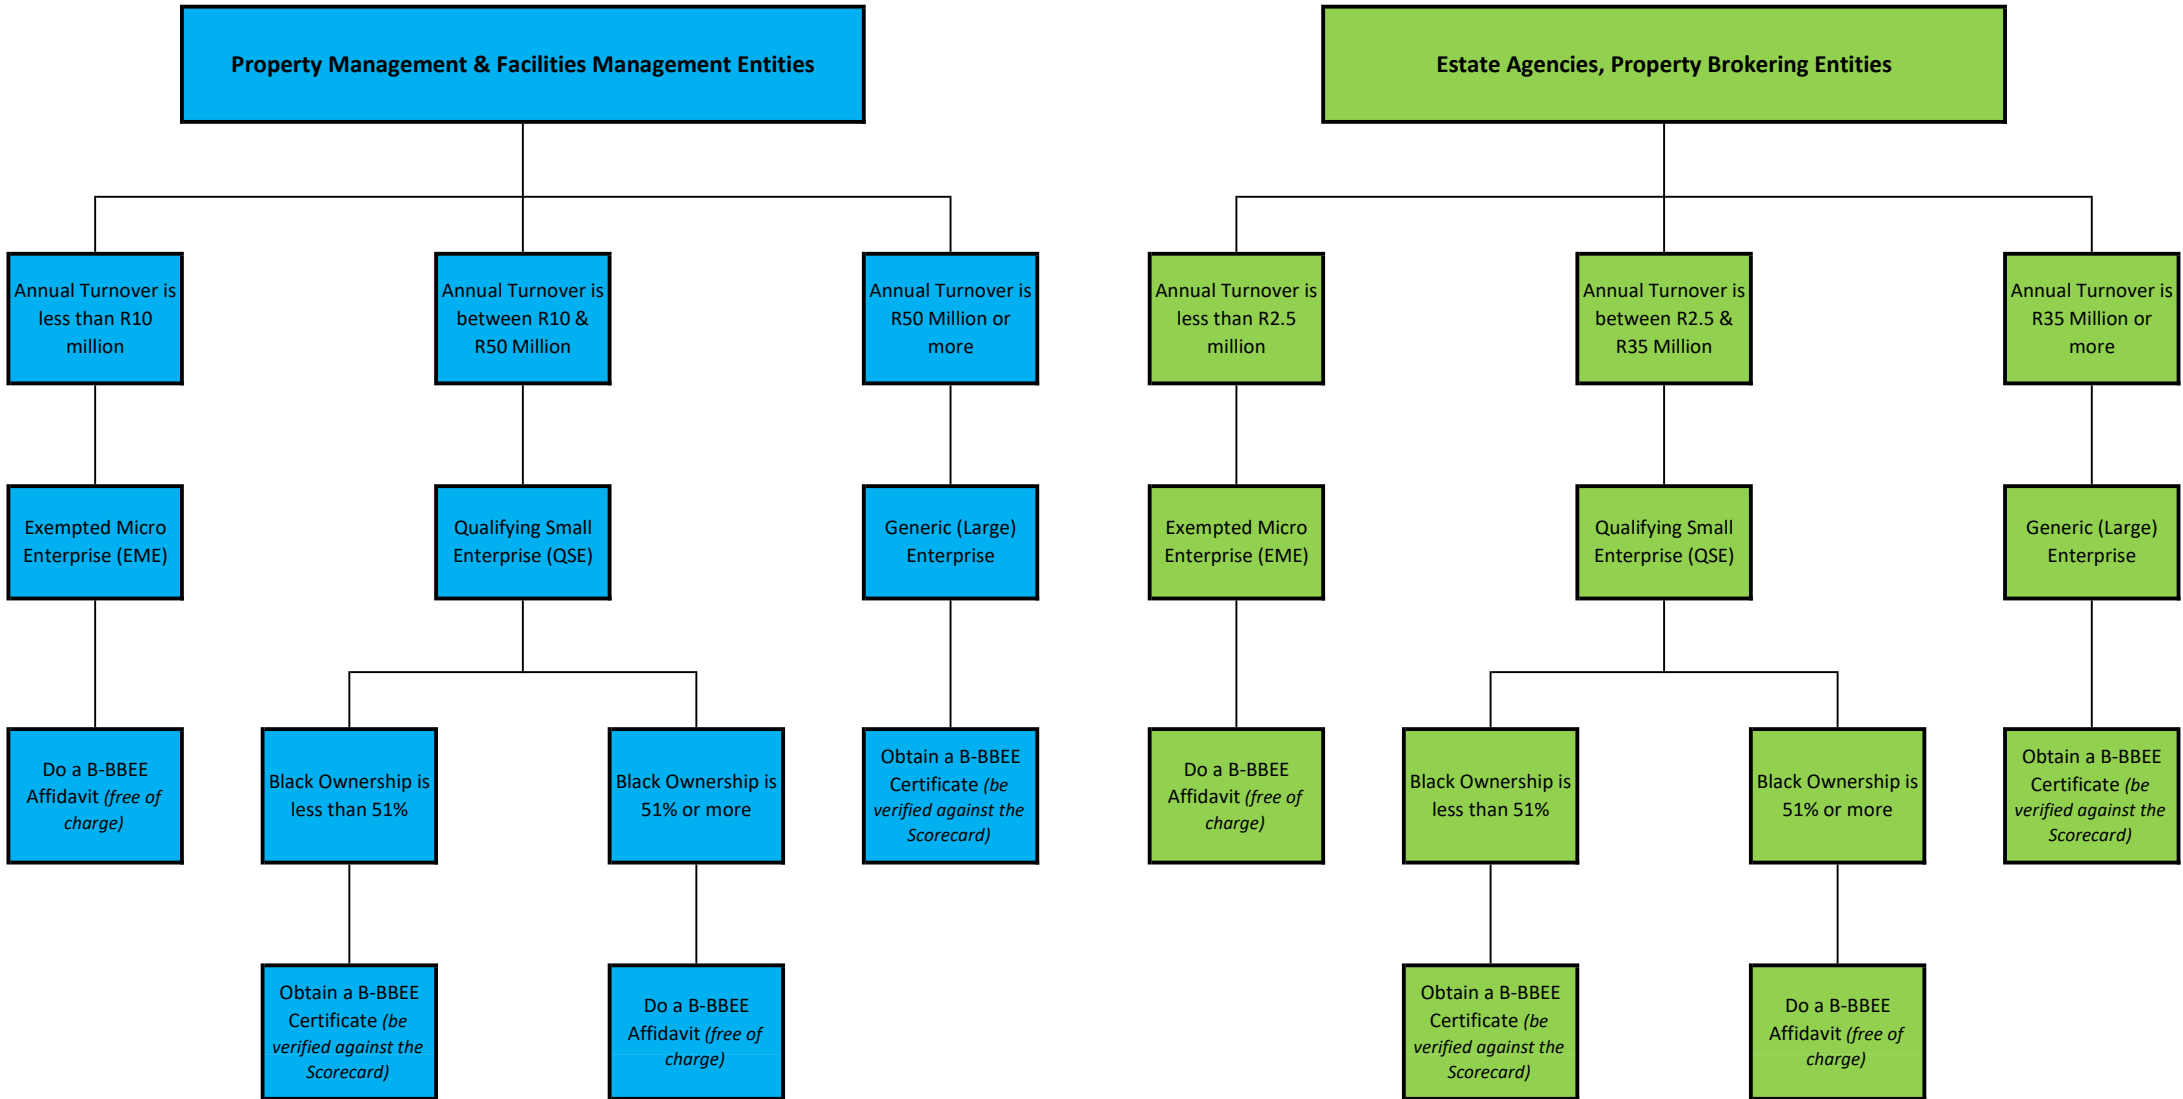 Property Management & Facilities Management Entities
Annual Turnover is
less than R10
million
Annual Turnover is
between R10 &
R50 Million
Annual Turnover is
R50 Million or
more
Exempted Micro
Enterprise (EME)
Qualifying Small
Enterprise (QSE)
Generic (Large)
Enterprise
Do a B-BBEE
Affidavit (free of
charge)
Black Ownership is
less than 51%
Black Ownership is
51% or more
Obtain a B-BBEE
Certificate (be
verified against the
Scorecard)
Obtain a B-BBEE
Certificate (be
verified against the
Scorecard)
Do a B-BBEE
Affidavit (free of
charge)
Estate Agencies, Property Brokering Entities
Annual Turnover is
less than R2.5
million
Annual Turnover is
between R2.5 &
R35 Million
Annual Turnover is
R35 Million or
more
Exempted Micro
Enterprise (EME)
Qualifying Small
Enterprise (QSE)
Generic (Large)
Enterprise
Do a B-BBEE
Affidavit (free of
charge)
Black Ownership is
less than 51%
Black Ownership is
51% or more
Obtain a B-BBEE
Certificate (be
verified against the
Scorecard)
Obtain a B-BBEE
Certificate (be
verified against the
Scorecard)
Do a B-BBEE
Affidavit (free of
charge)